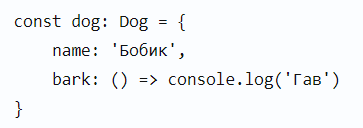 const dog: Dog = {
    name: 'Бобик',
    bark: () => console.log('Гав')
}